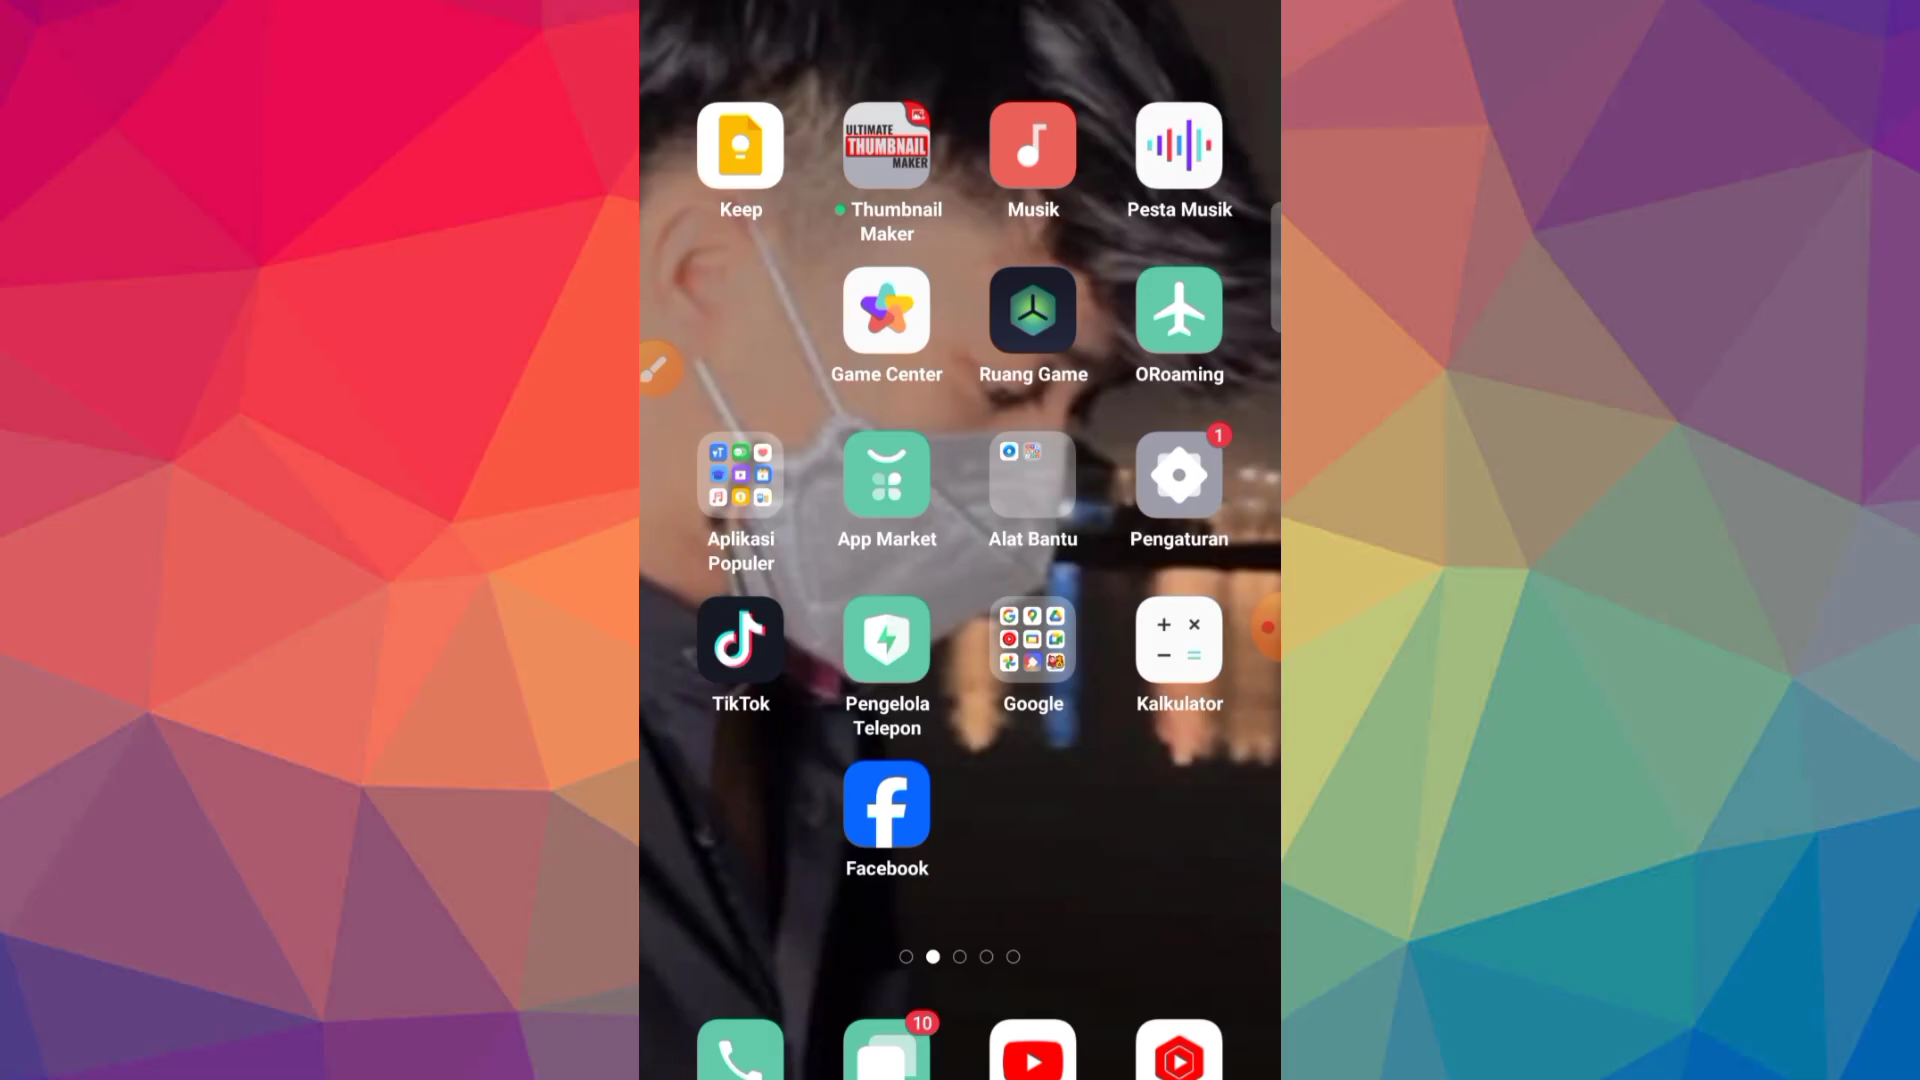 ULTIMATE
THUMBNAIL
MAKER
Keep
Thumbnail
Maker
Musik
Pesta Musik
Game Center
Ruang Game
ORoaming
1
Aplikasi
Populer
App Market
Alat Bantu
Pengaturan
TikTok
Pengelola
Telepon
Google
Kalkulator
Facebook
10